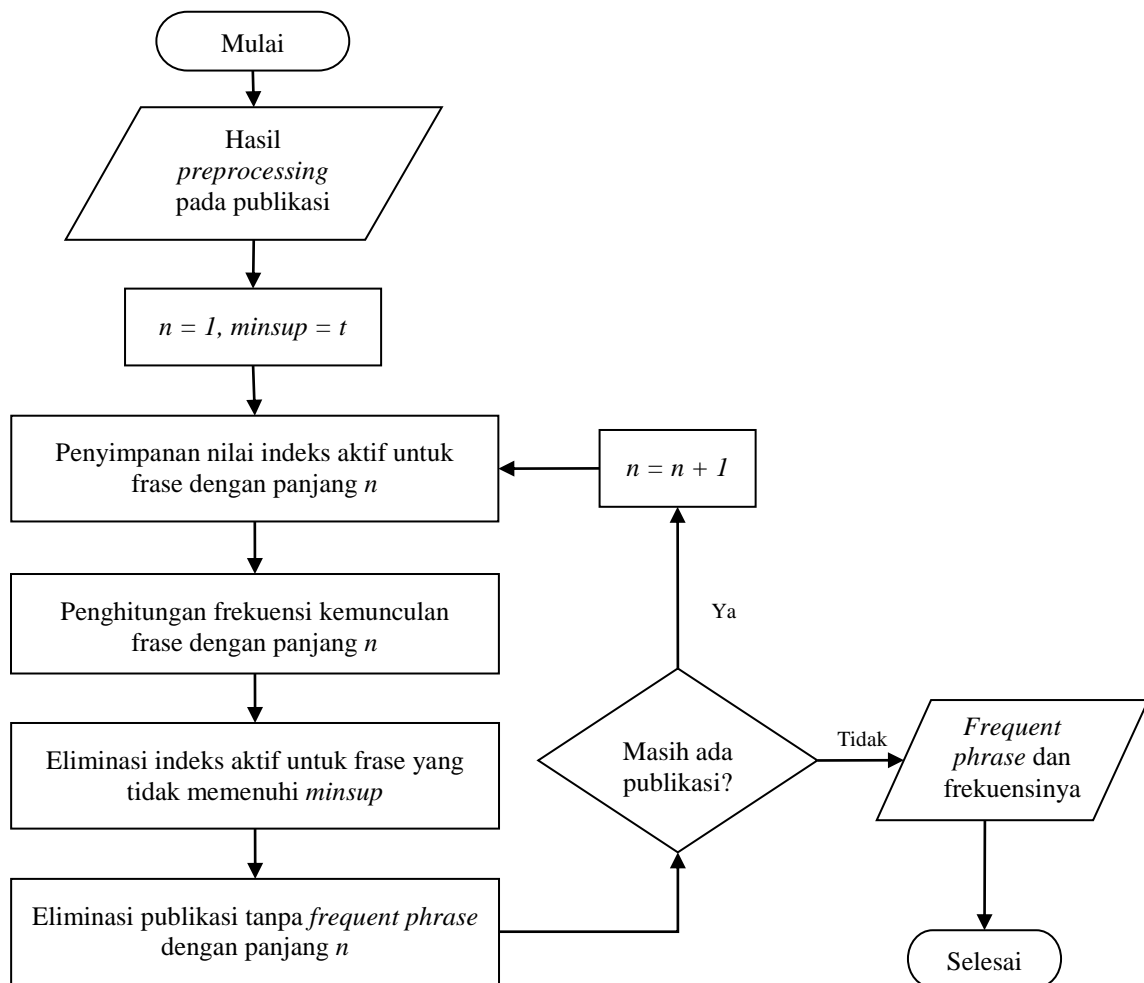 Mulai
Hasil
preprocessing
pada publikasi
n = 1, minsup = t
Penyimpanan nilai indeks aktif untuk
frase dengan panjang n
n = n + 1
Penghitungan frekuensi kemunculan
frase dengan panjang n
Ya
Eliminasi indeks aktif untuk frase yang
tidak memenuhi minsup
Masih ada
publikasi?
Tidak
Frequent
phrase dan
frekuensinya
Eliminasi publikasi tanpa frequent phrase
dengan panjang n
Selesai